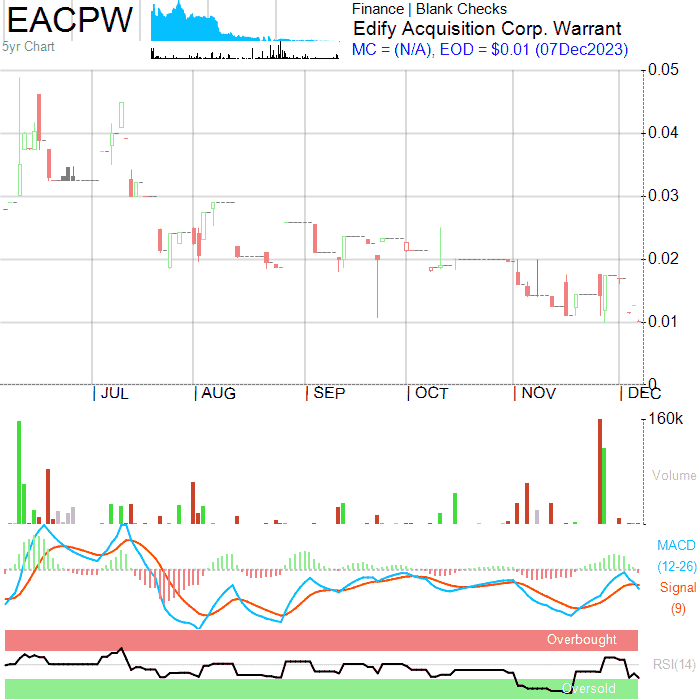 EACPW
5yr Chart
Finance | Blank Checks
Edify Acquisition Corp. Warrant
MC = (N/A), EOD = $0.01 (07Dec2023)
0.05
0.04
0.03
0.02
0.01
0
JUL AUG SEP OCT NOV DEC
160k
Volume
MACD
(12-26)
Signal
(9)
Overbought
RSI(14)
Oversold